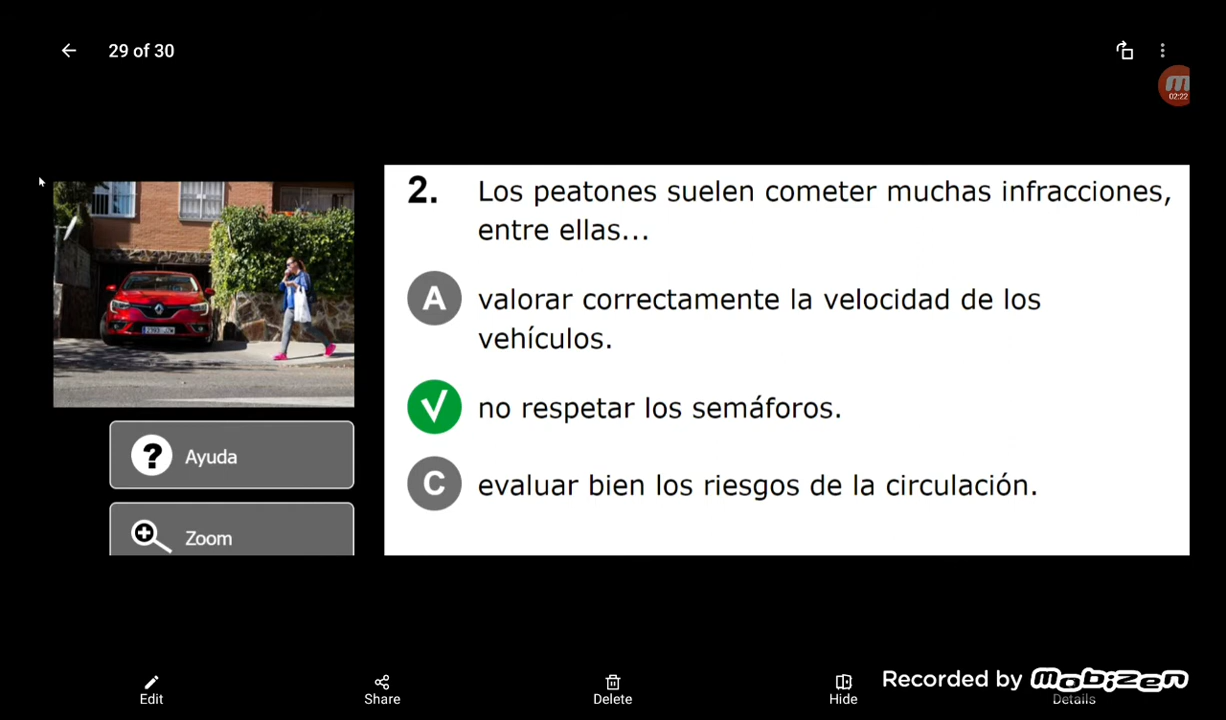 29 of 30
02:22
2. Los peatones suelen cometer muchas infracciones,
entre ellas...
A valorar correctamente la velocidad de los
vehículos.
no respetar los semáforos.
C evaluar bien los riesgos de la circulación.
? Ayuda
Zoom
Edit
Share
Delete
Hide
Details
Recorded by mobizen